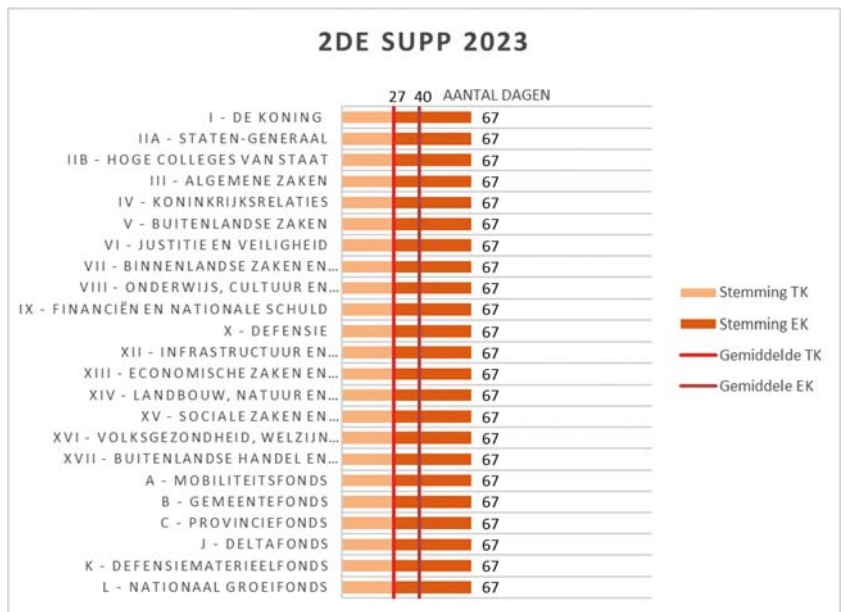 2DE SUPP 2023
27 40 AANTAL DAGEN
I - DE KONING 67
IIA - STATEN-GENERAAL 67
IIB - HOGE COLLEGES VAN STAAT 67
III - ALGEMENE ZAKEN 67
IV - KONINKRIJKSRELATIES 67
V - BUITENLANDSE ZAKEN 67
VI - JUSTITIE EN VEILIGHEID 67
VII - BINNENLANDSE ZAKEN EN... 67
VIII - ONDERWIJS, CULTUUR EN... 67
IX - FINANCIËN EN NATIONALE SCHULD 67
X - DEFENSIE 67
XII - INFRASTRUCTUUR EN... 67
XIII - ECONOMISCHE ZAKEN EN... 67
XIV - LANDBOUW, NATUUR EN... 67
XV - SOCIALE ZAKEN EN... 67
XVI - VOLKSGEZONDHEID, WELZIJN... 67
XVII - BUITENLANDSE HANDEL EN... 67
A - MOBILITEITSFONDS 67
B - GEMEENTEFONDS 67
C - PROVINCIEFONDS 67
J - DELTAFONDS 67
K - DEFENSIEMATERIEELFONDS 67
L - NATIONAAL GROEIFONDS 67
Stemming TK
Stemming EK
Gemiddelde TK
Gemiddele EK